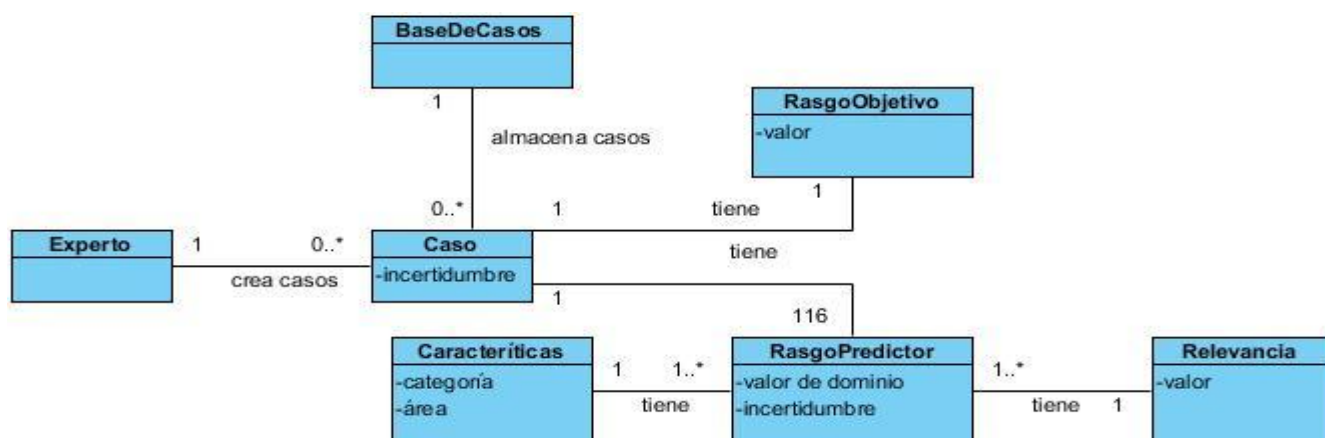 BaseDeCasos
1
almacena casos
0..*
RasgoObjetivo
-valor
1
1
tiene
Experto
1
0..*
crea casos
Caso
-incertidumbre
tiene
1
116
Caracteríticas
-categoría
-área
1
1..*
tiene
RasgoPredictor
-valor de dominio
-incertidumbre
1..*
tiene
1
Relevancia
-valor